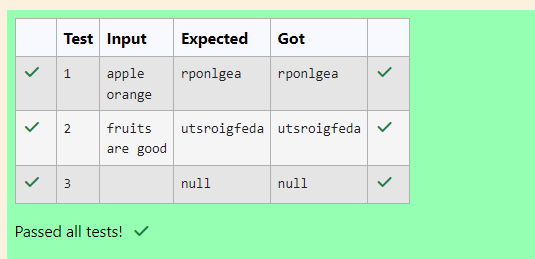 Test Input Expected Got
1 apple rponlgea rponlgea
orange
2 fruits utsroigfeda utsroigfeda
are good
3 null null
Passed all tests!